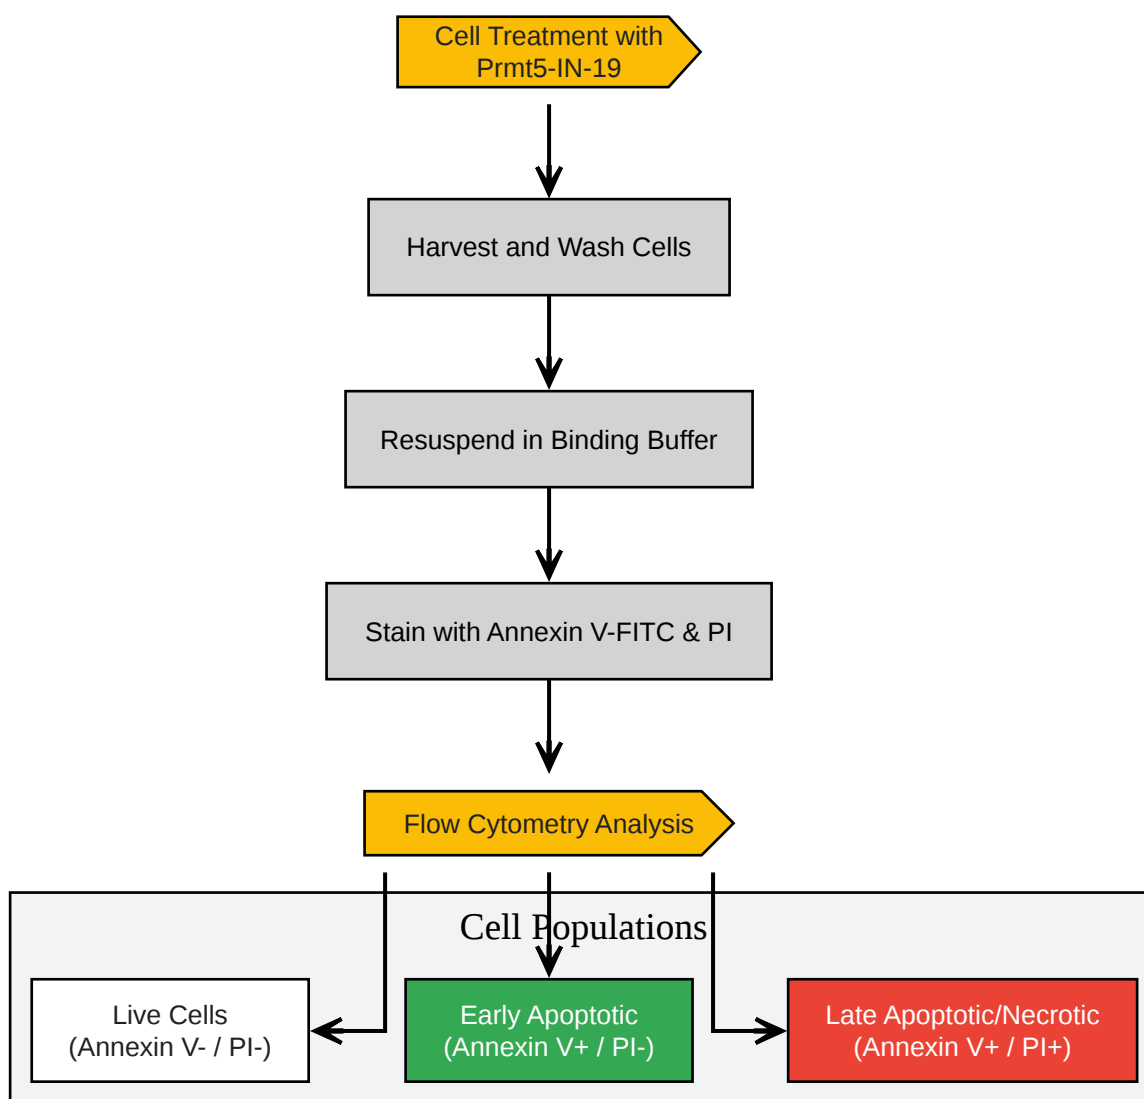 Cell Treatment with
Prmt5-IN-19
Harvest and Wash Cells
Resuspend in Binding Buffer
Stain with Annexin V-FITC & PI
Flow Cytometry Analysis
Cell Populations
Live Cells
(Annexin V- / PI-)
Early Apoptotic
(Annexin V+ / PI-)
Late Apoptotic/Necrotic
(Annexin V+ / PI+)